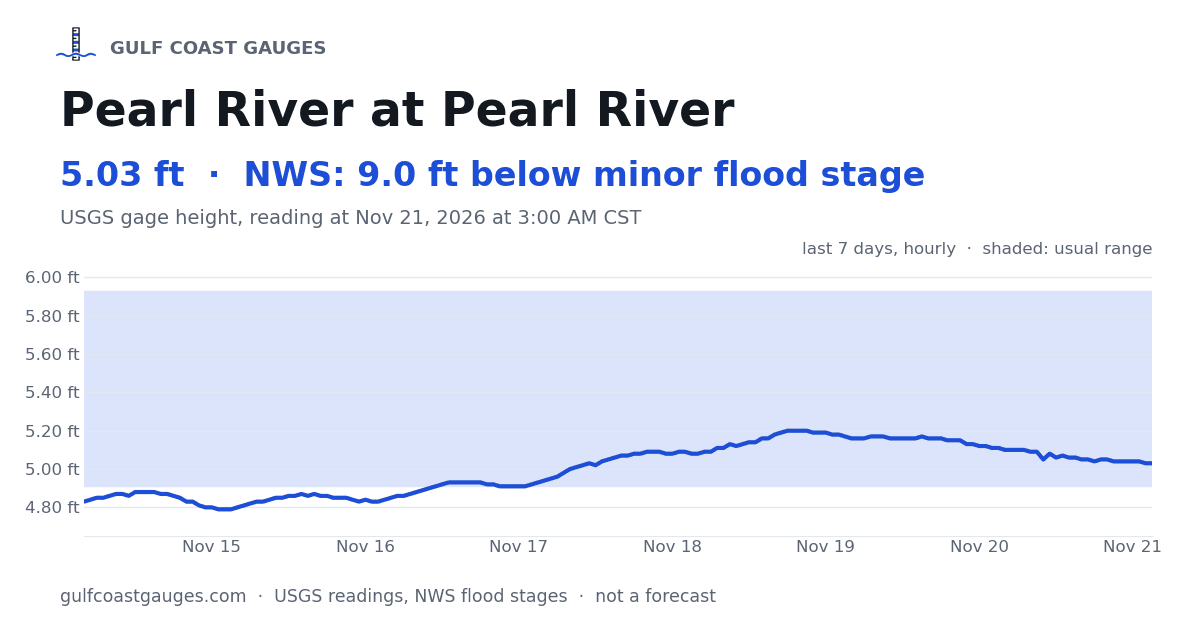 GULF COAST GAUGES
Pearl River at Pearl River
5.03 ft · NWS: 9.0 ft below minor flood stage
USGS gage height, reading at Nov 21, 2026 at 3:00 AM CST
last 7 days, hourly · shaded: usual range
6.00 ft
5.80 ft
5.60 ft
5.40 ft
5.20 ft
5.00 ft
4.80 ft
Nov 15 Nov 16 Nov 17 Nov 18 Nov 19 Nov 20 Nov 21
gulfcoastgauges.com · USGS readings, NWS flood stages · not a forecast